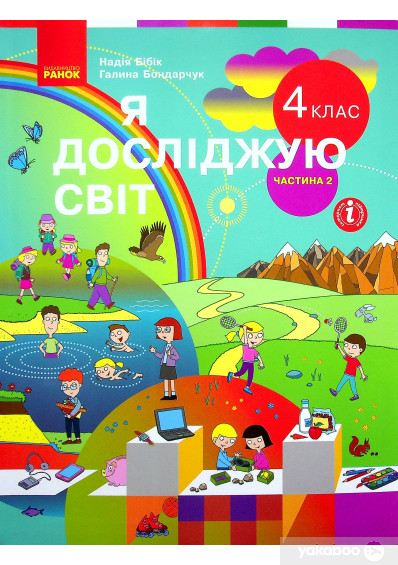 ВИДАВНИЦТВО
РАНОК
Надія Бібік
Галина Бондарчук
4 КЛАС
Я
ДОСЛІДЖУЮ
СВІТ
ЧАСТИНА 2
yakaboo